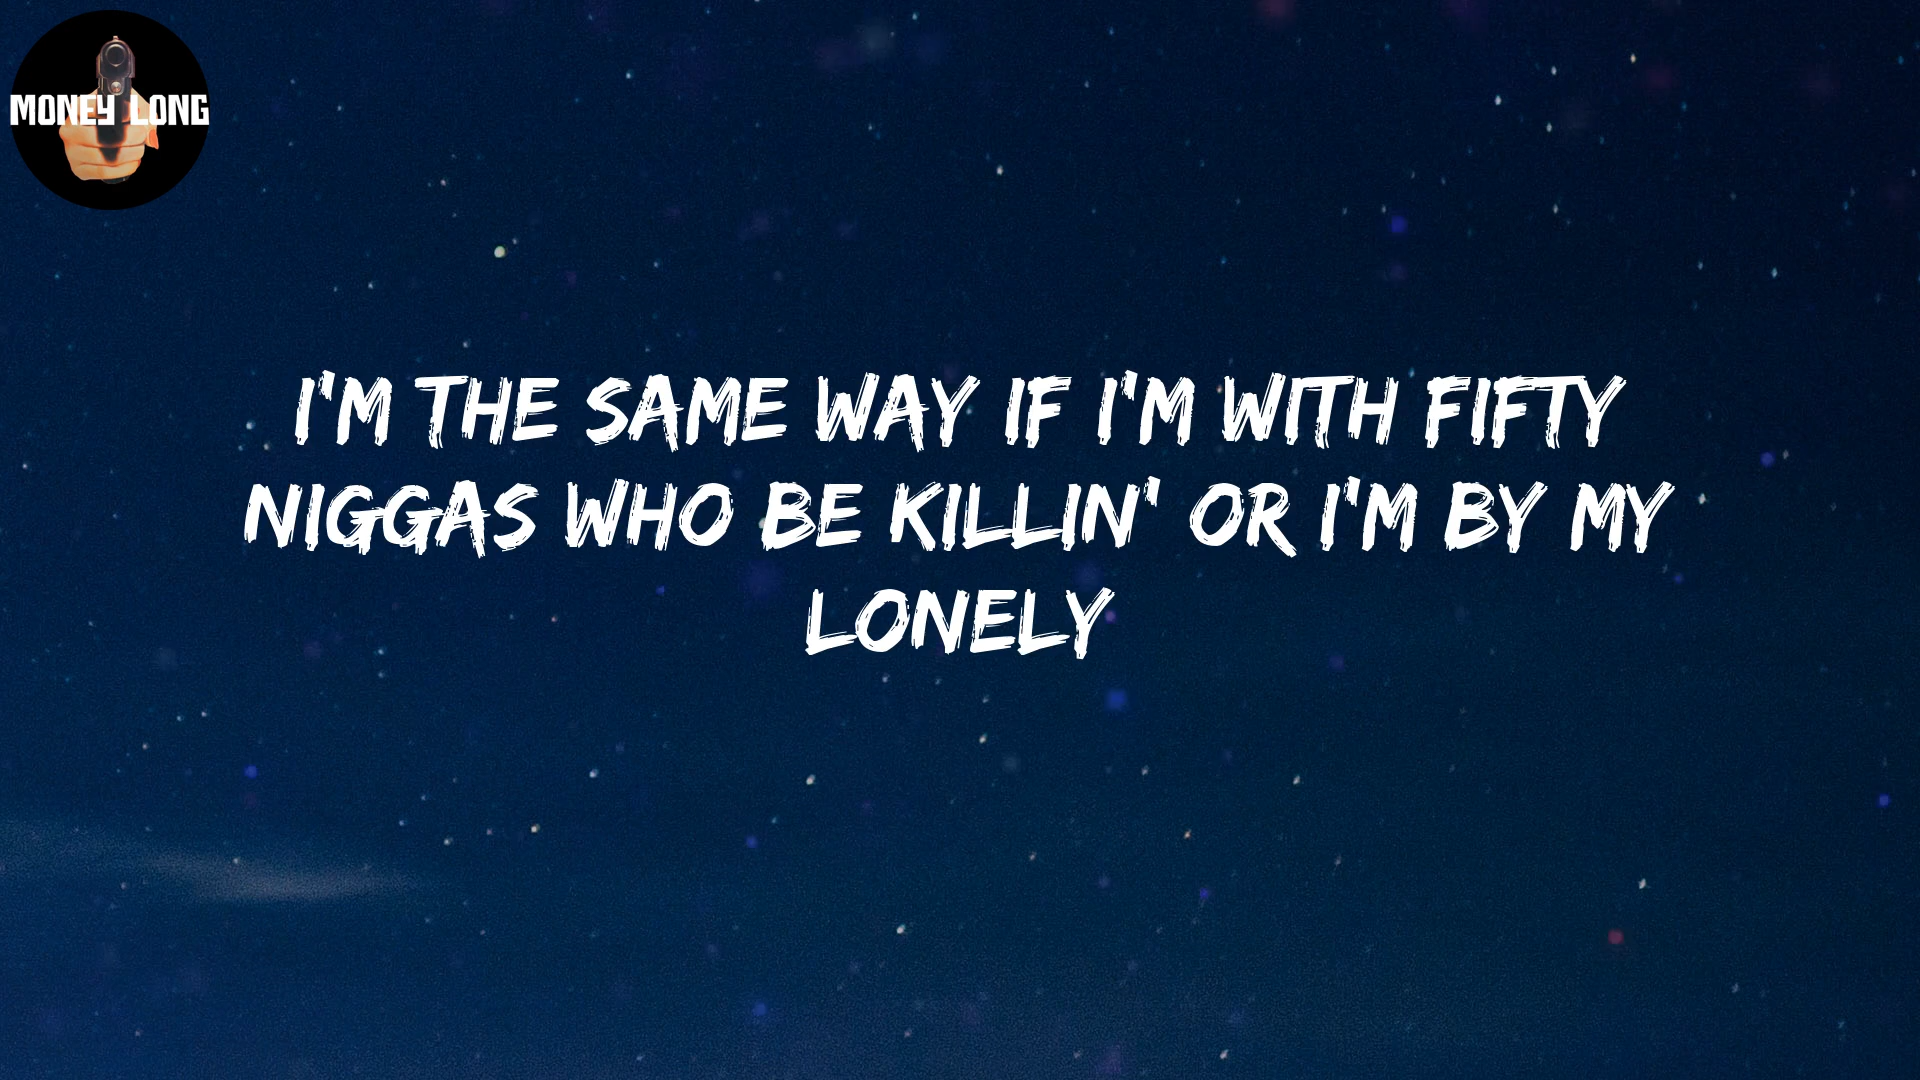 MONEY LONG
I'M THE SAME WAY IF I'M WITH FIFTY
NIGGAS WHO BE KILLIN' OR I'M BY MY
LONELY